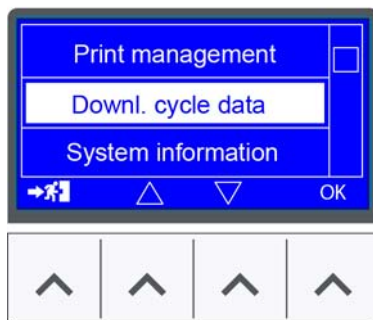 Print management
Downl. cycle data
System information
OK